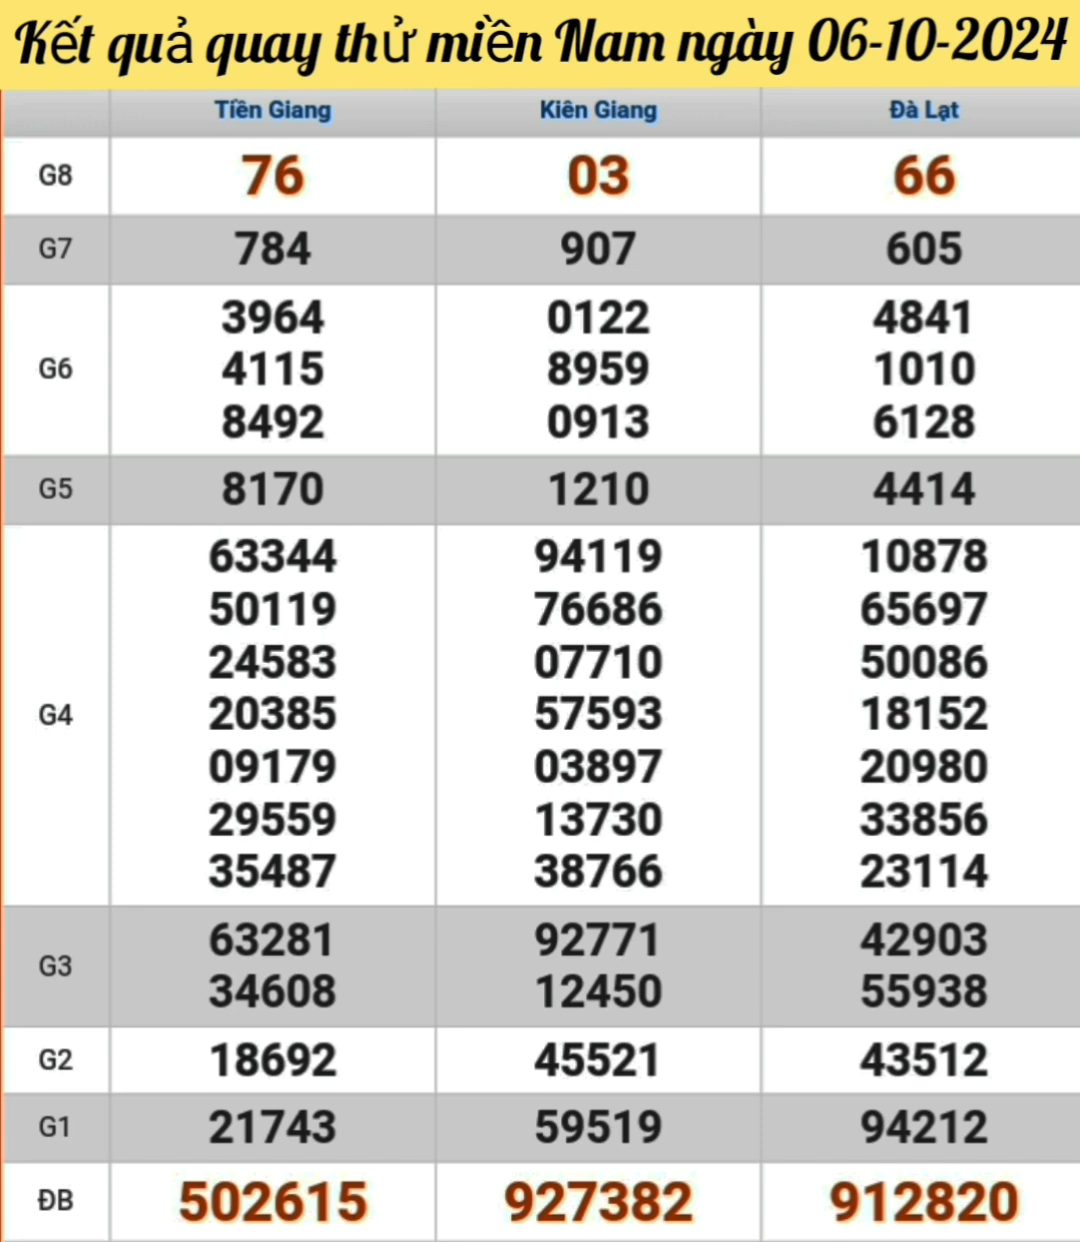 Kết quả quay thử miền Nam ngày 06-10-2024
Tiền Giang Kiên Giang Đà Lạt
G8 76 03 66
G7 784 907 605
3964 0122 4841
G6 4115 8959 1010
8492 0913 6128
G5 8170 1210 4414
63344 94119 10878
50119 76686 65697
24583 07710 50086
G4 20385 57593 18152
09179 03897 20980
29559 13730 33856
35487 38766 23114
G3 63281 92771 42903
34608 12450 55938
G2 18692 45521 43512
G1 21743 59519 94212
ĐB 502615 927382 912820